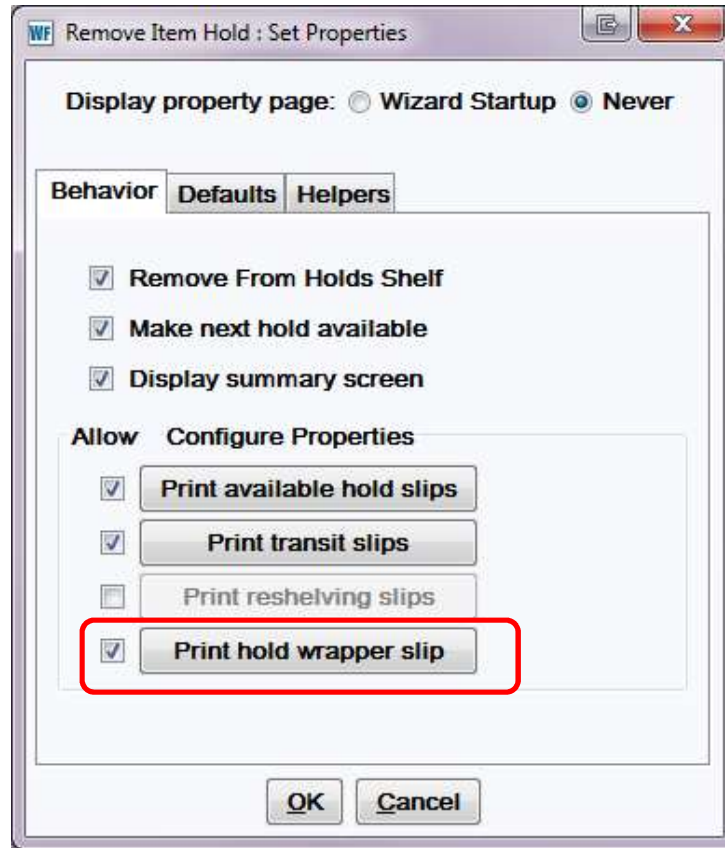 WF Remove Item Hold : Set Properties
Display property page: Wizard Startup Never
Behavior Defaults Helpers
Remove From Holds Shelf
Make next hold available
Display summary screen
Allow Configure Properties
Print available hold slips
Print transit slips
Print reshelving slips
Print hold wrapper slip
OK Cancel